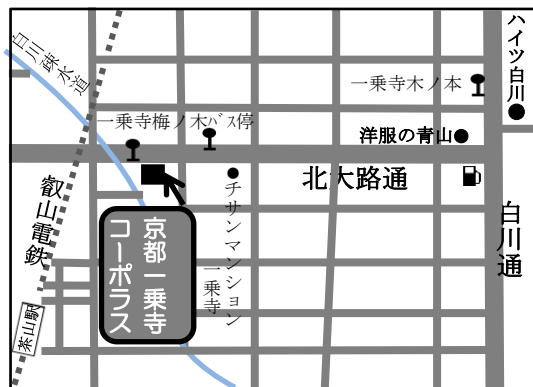 白川疎水道
ハイツ白川
一乗寺木ノ本
一乗寺梅ノ木バス停
洋服の青山
北大路通
叡山電鉄
チサンマンション
一乗寺
白川通
京都一乗寺
コーポラス
茶山駅